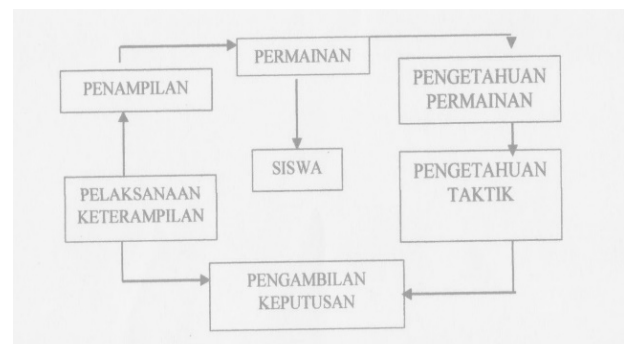 PERMAINAN
PENAMPILAN
PENGETAHUAN
PERMAINAN
SISWA
PENGETAHUAN
TAKTIK
PELAKSANAAN
KETERAMPILAN
PENGAMBILAN
KEPUTUSAN